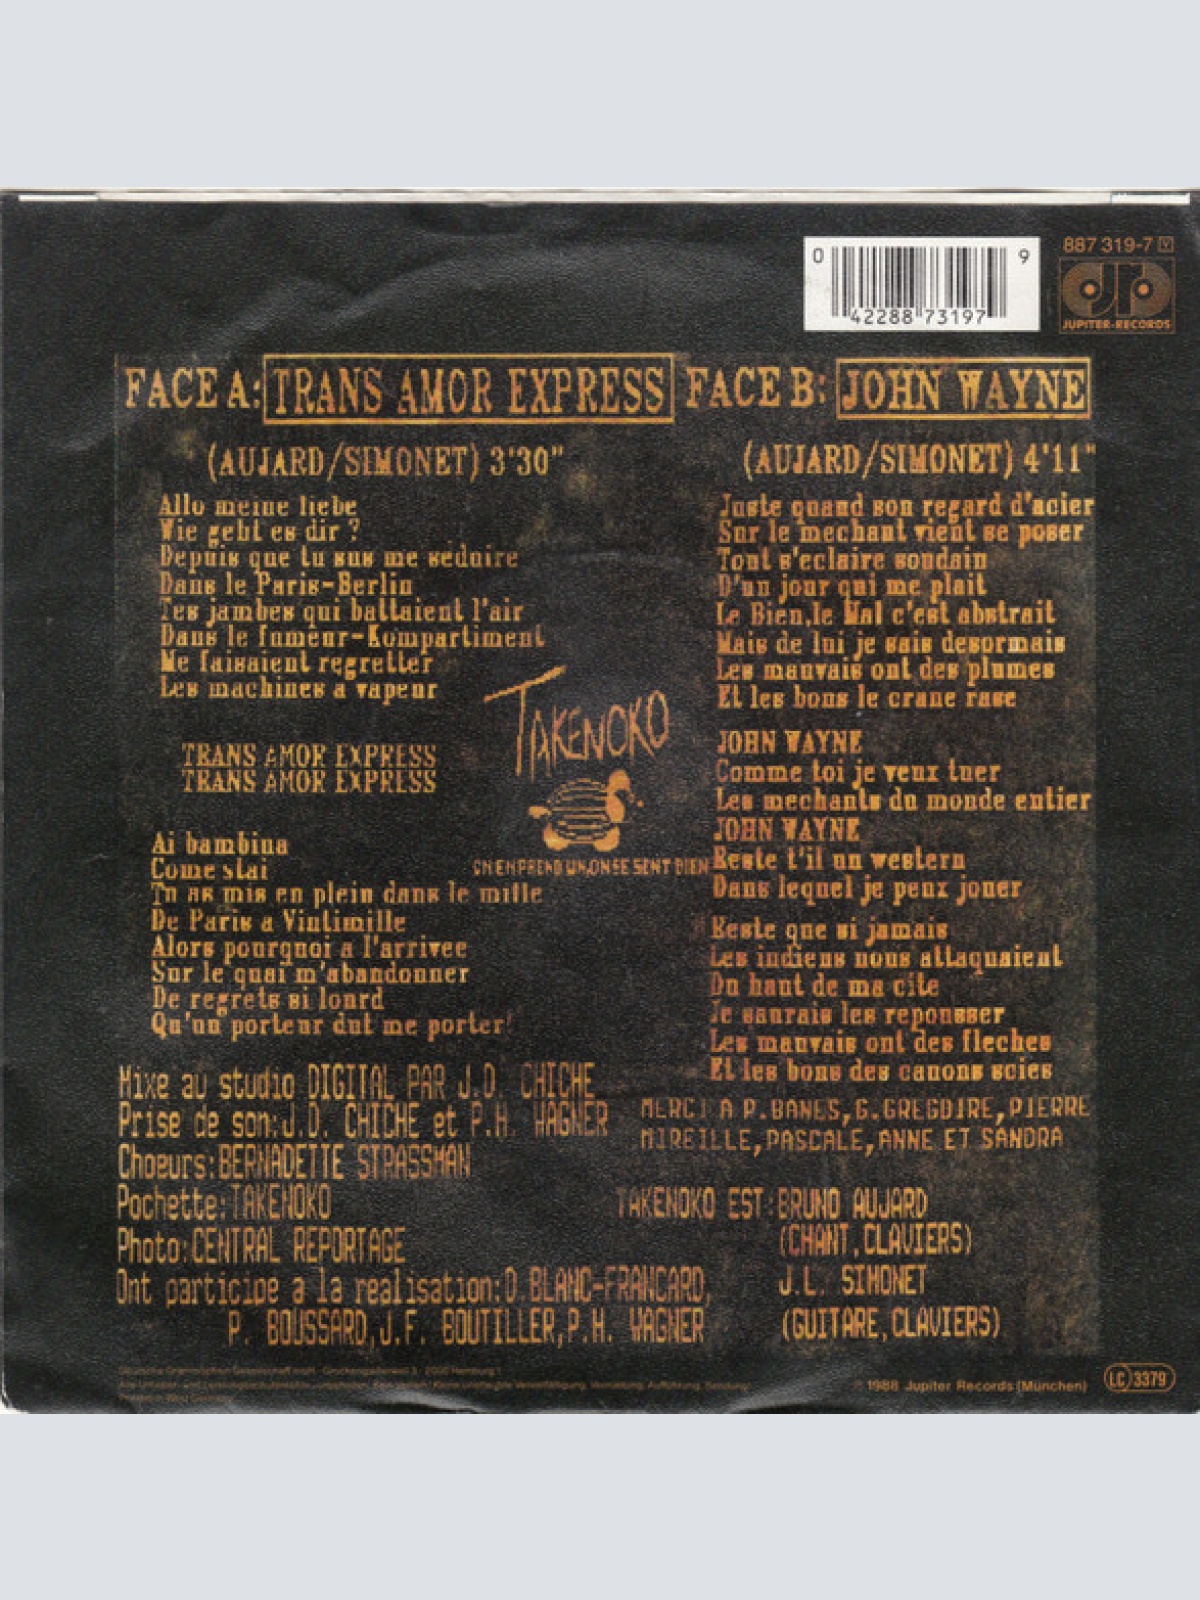 887 319-7 Y
0 42288 73197 9
JUPITER-RECORDS
FACE A: TRANS AMOR EXPRESS
(AUJARD/SIMONET) 3'30"
Allo meine liebe
Wie geht es dir ?
Depuis que tu sus me seduire
Dans le Paris-Berlin
Tes jambes qui battaient l'air
Dans le fumeur-Kompartiment
Me faisaient regretter
Les machines a vapeur
TRANS AMOR EXPRESS
TRANS AMOR EXPRESS
Ai bambina
Come stai
Tu as mis en plein dans le mille
De Paris a Vintimille
Alors pourquoi a l'arrivee
Sur le quai m'abandonner
De regrets si lourd
Qu'un porteur dut me porter!
TAKENOKO
ON EN PREND UN, ON SE SENT BIEN
FACE B: JOHN WAYNE
(AUJARD/SIMONET) 4'11"
Juste quand son regard d'acier
Sur le mechant vient se poser
Tout s'eclaire soudain
D'un jour qui me plait
Le Bien,le Mal c'est abstrait
Mais de lui je sais desormais
Les mauvais ont des plumes
Et les bons le crane rase
JOHN WAYNE
Comme toi je veux tuer
Les mechants du monde entier
JOHN WAYNE
Reste t'il un western
Dans lequel je peux jouer
Reste que si jamais
Les indiens nous attaquaient
Du haut de ma cite
Je saurais les repousser
Les mauvais ont des fleches
Et les bons des canons scies
Mixe au studio DIGITAL PAR J.D. CHICHE
Prise de son:J.D. CHICHE et P.H. WAGNER
Choeurs:BERNADETTE STRASSMAN
Pochette:TAKENOKO
Photo:CENTRAL REPORTAGE
Ont participe a la realisation:D.BLANC-FRANCARD,
P. BOUSSARD,J.F. BOUTILLER,P.H. WAGNER
MERCI A P.BANES,G.GREGOIRE,PIERRE
MIREILLE,PASCALE,ANNE ET SANDRA
TAKENOKO EST:BRUNO AUJARD
(CHANT,CLAVIERS)
J.L. SIMONET
(GUITARE,CLAVIERS)
℗ 1988 Jupiter Records (München)
LC 3379